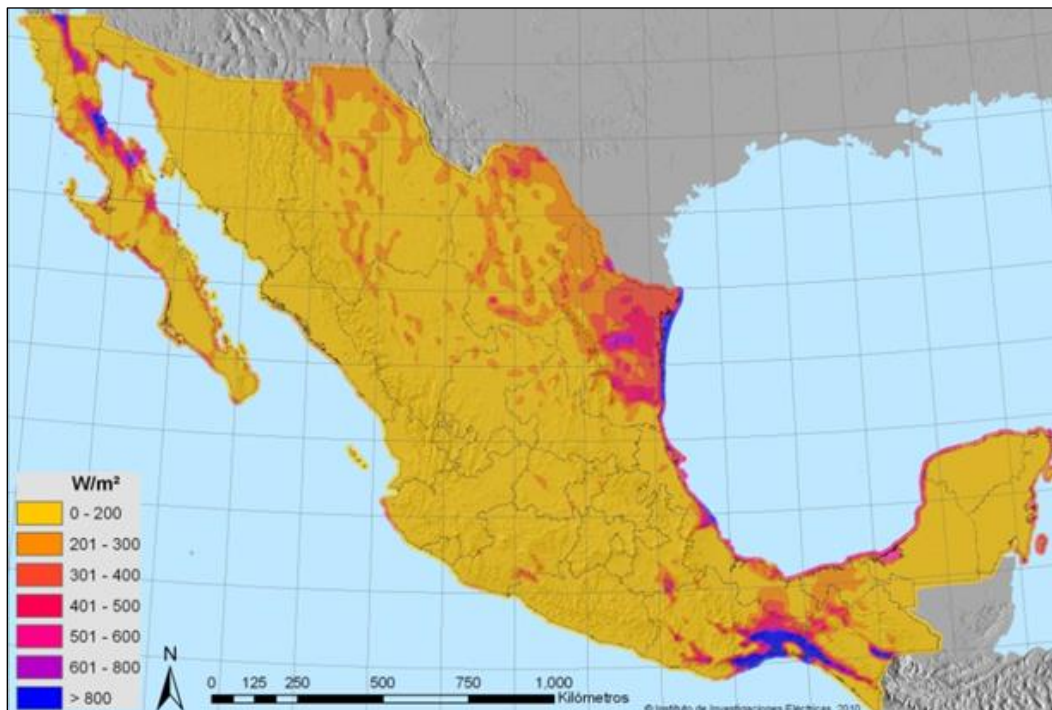 W/m²
0 - 200
201 - 300
301 - 400
401 - 500
501 - 600
601 - 800
> 800
N
0 125 250 500 750 1,000
Kilómetros
© Instituto de Investigaciones Eléctricas, 2010